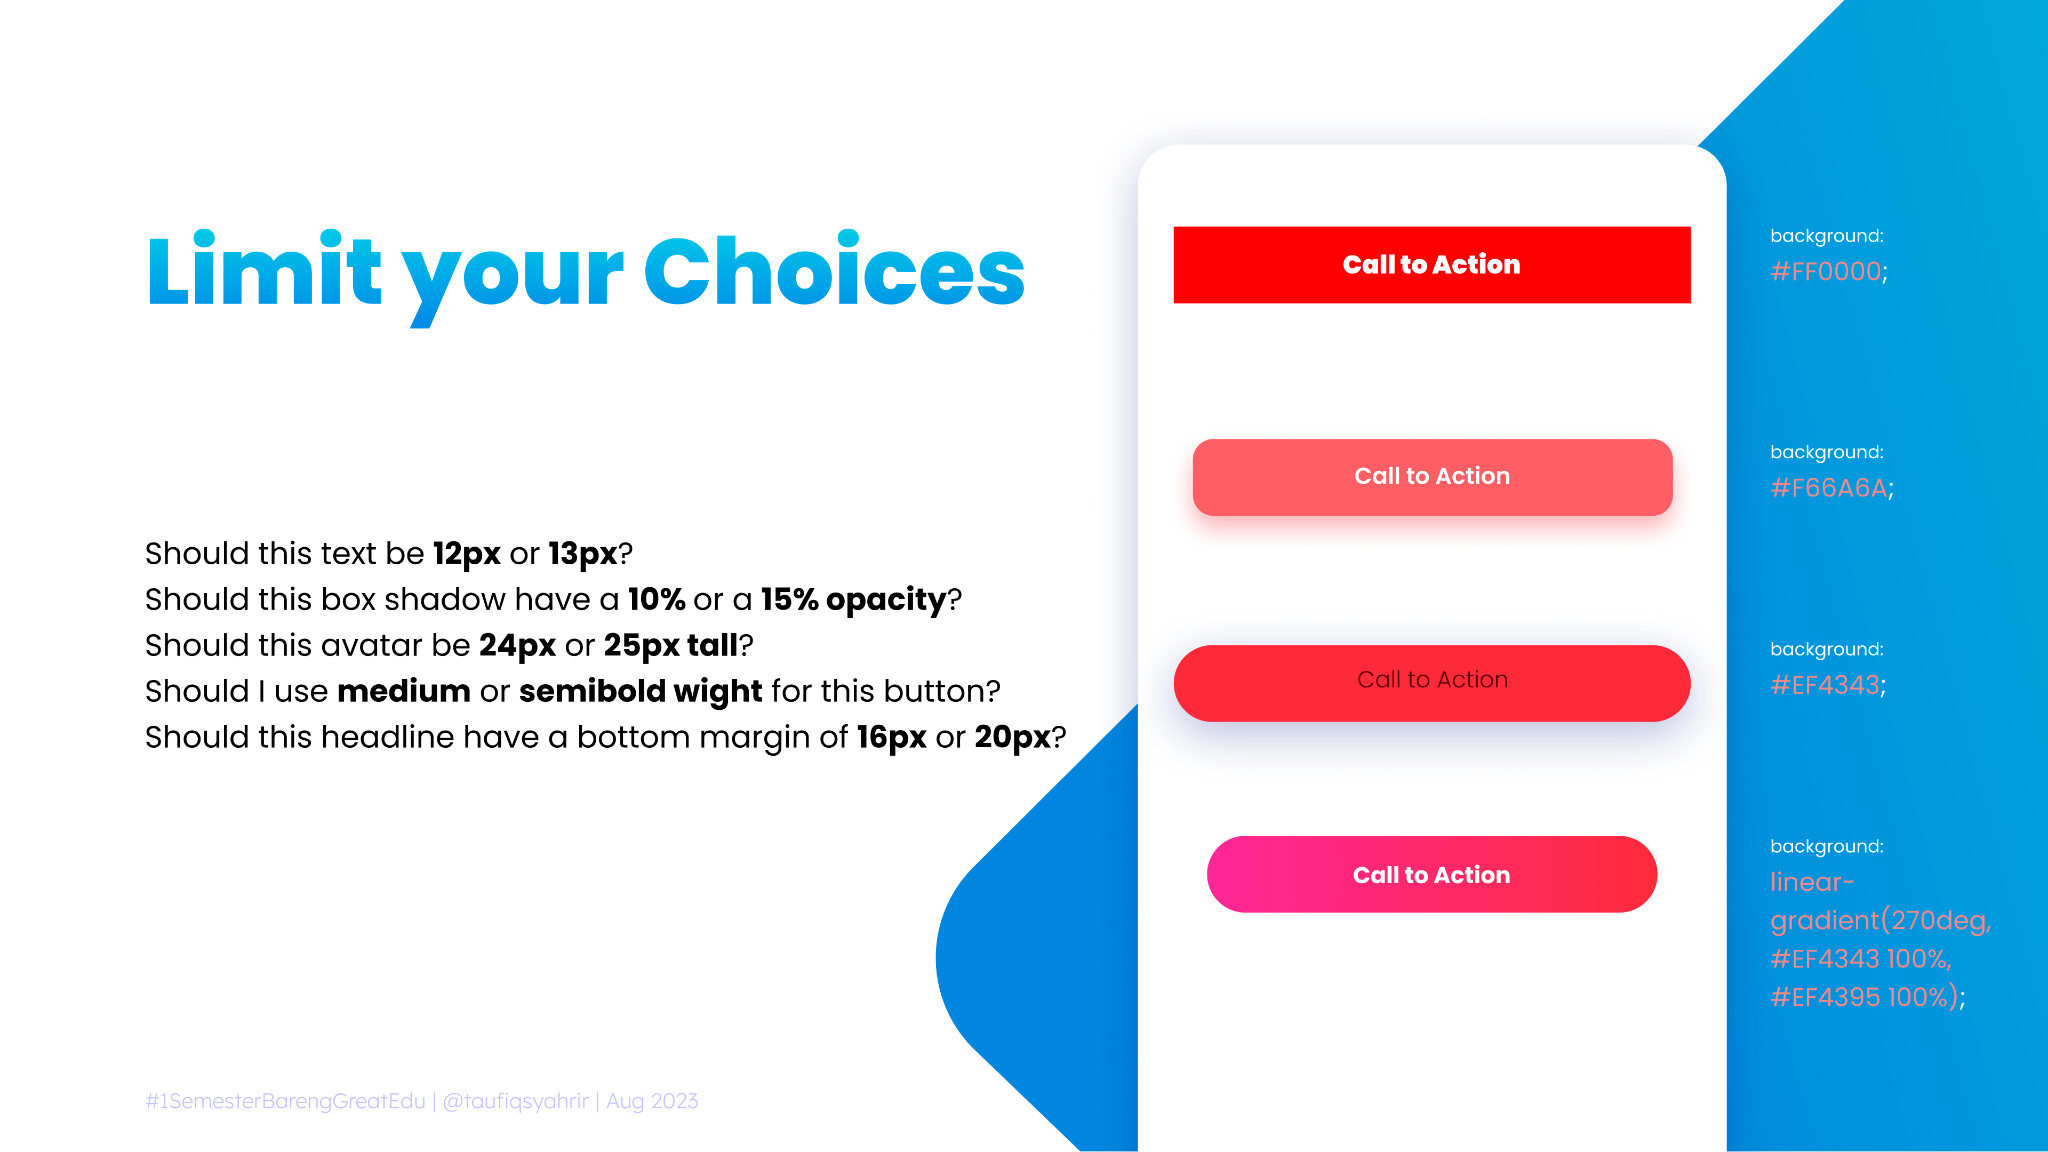 Limit your Choices
Should this text be 12px or 13px?
Should this box shadow have a 10% or a 15% opacity?
Should this avatar be 24px or 25px tall?
Should I use medium or semibold wight for this button?
Should this headline have a bottom margin of 16px or 20px?
#1SemesterBarengGreatEdu | @taufiqsyahrir | Aug 2023
Call to Action
background:
#FF0000;
Call to Action
background:
#F66A6A;
Call to Action
background:
#EF4343;
Call to Action
background:
linear-
gradient(270deg,
#EF4343 100%,
#EF4395 100%);